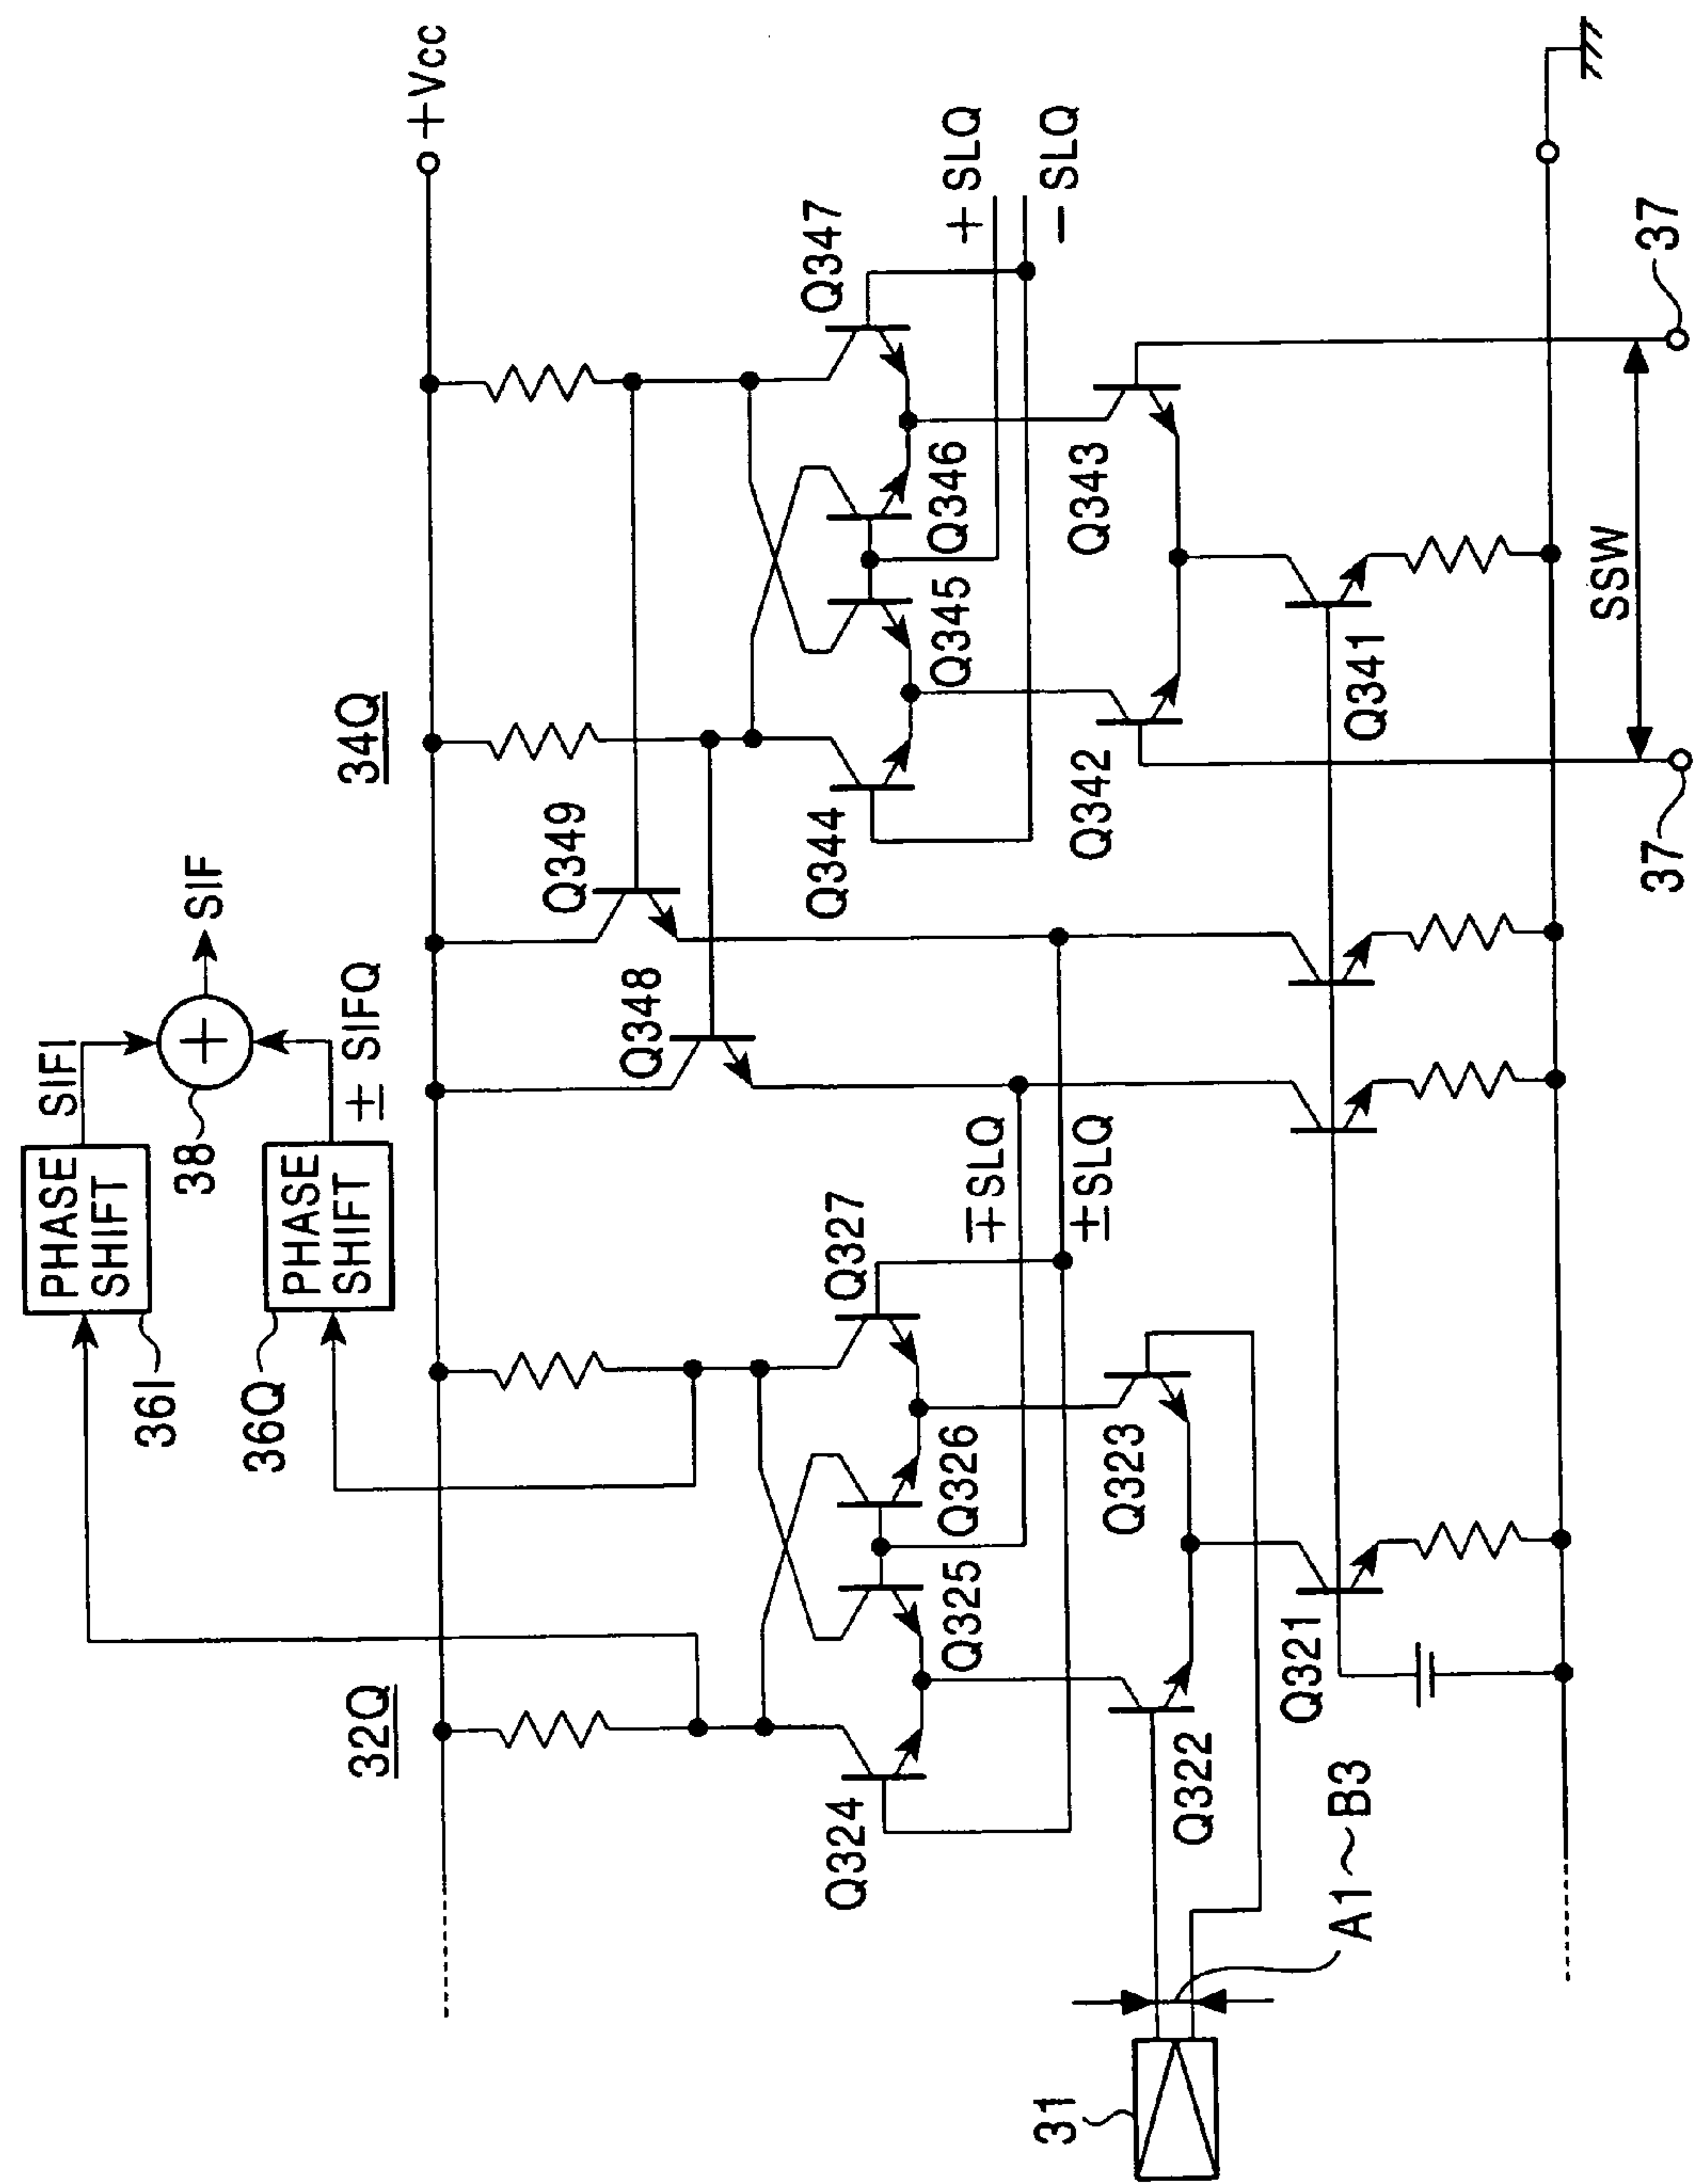 PHASE
SHIFT
SIFI
38
SIF
36I
PHASE
SHIFT
± SIFQ
36Q
32Q
34Q
+Vcc
Q349
Q348
Q347
Q324
Q325
Q326
Q327
∓SLQ
±SLQ
Q344
Q345
Q346
+SLQ
−SLQ
Q322
Q323
Q342
Q343
31
A1~B3
Q321
Q341
SSW
37
37